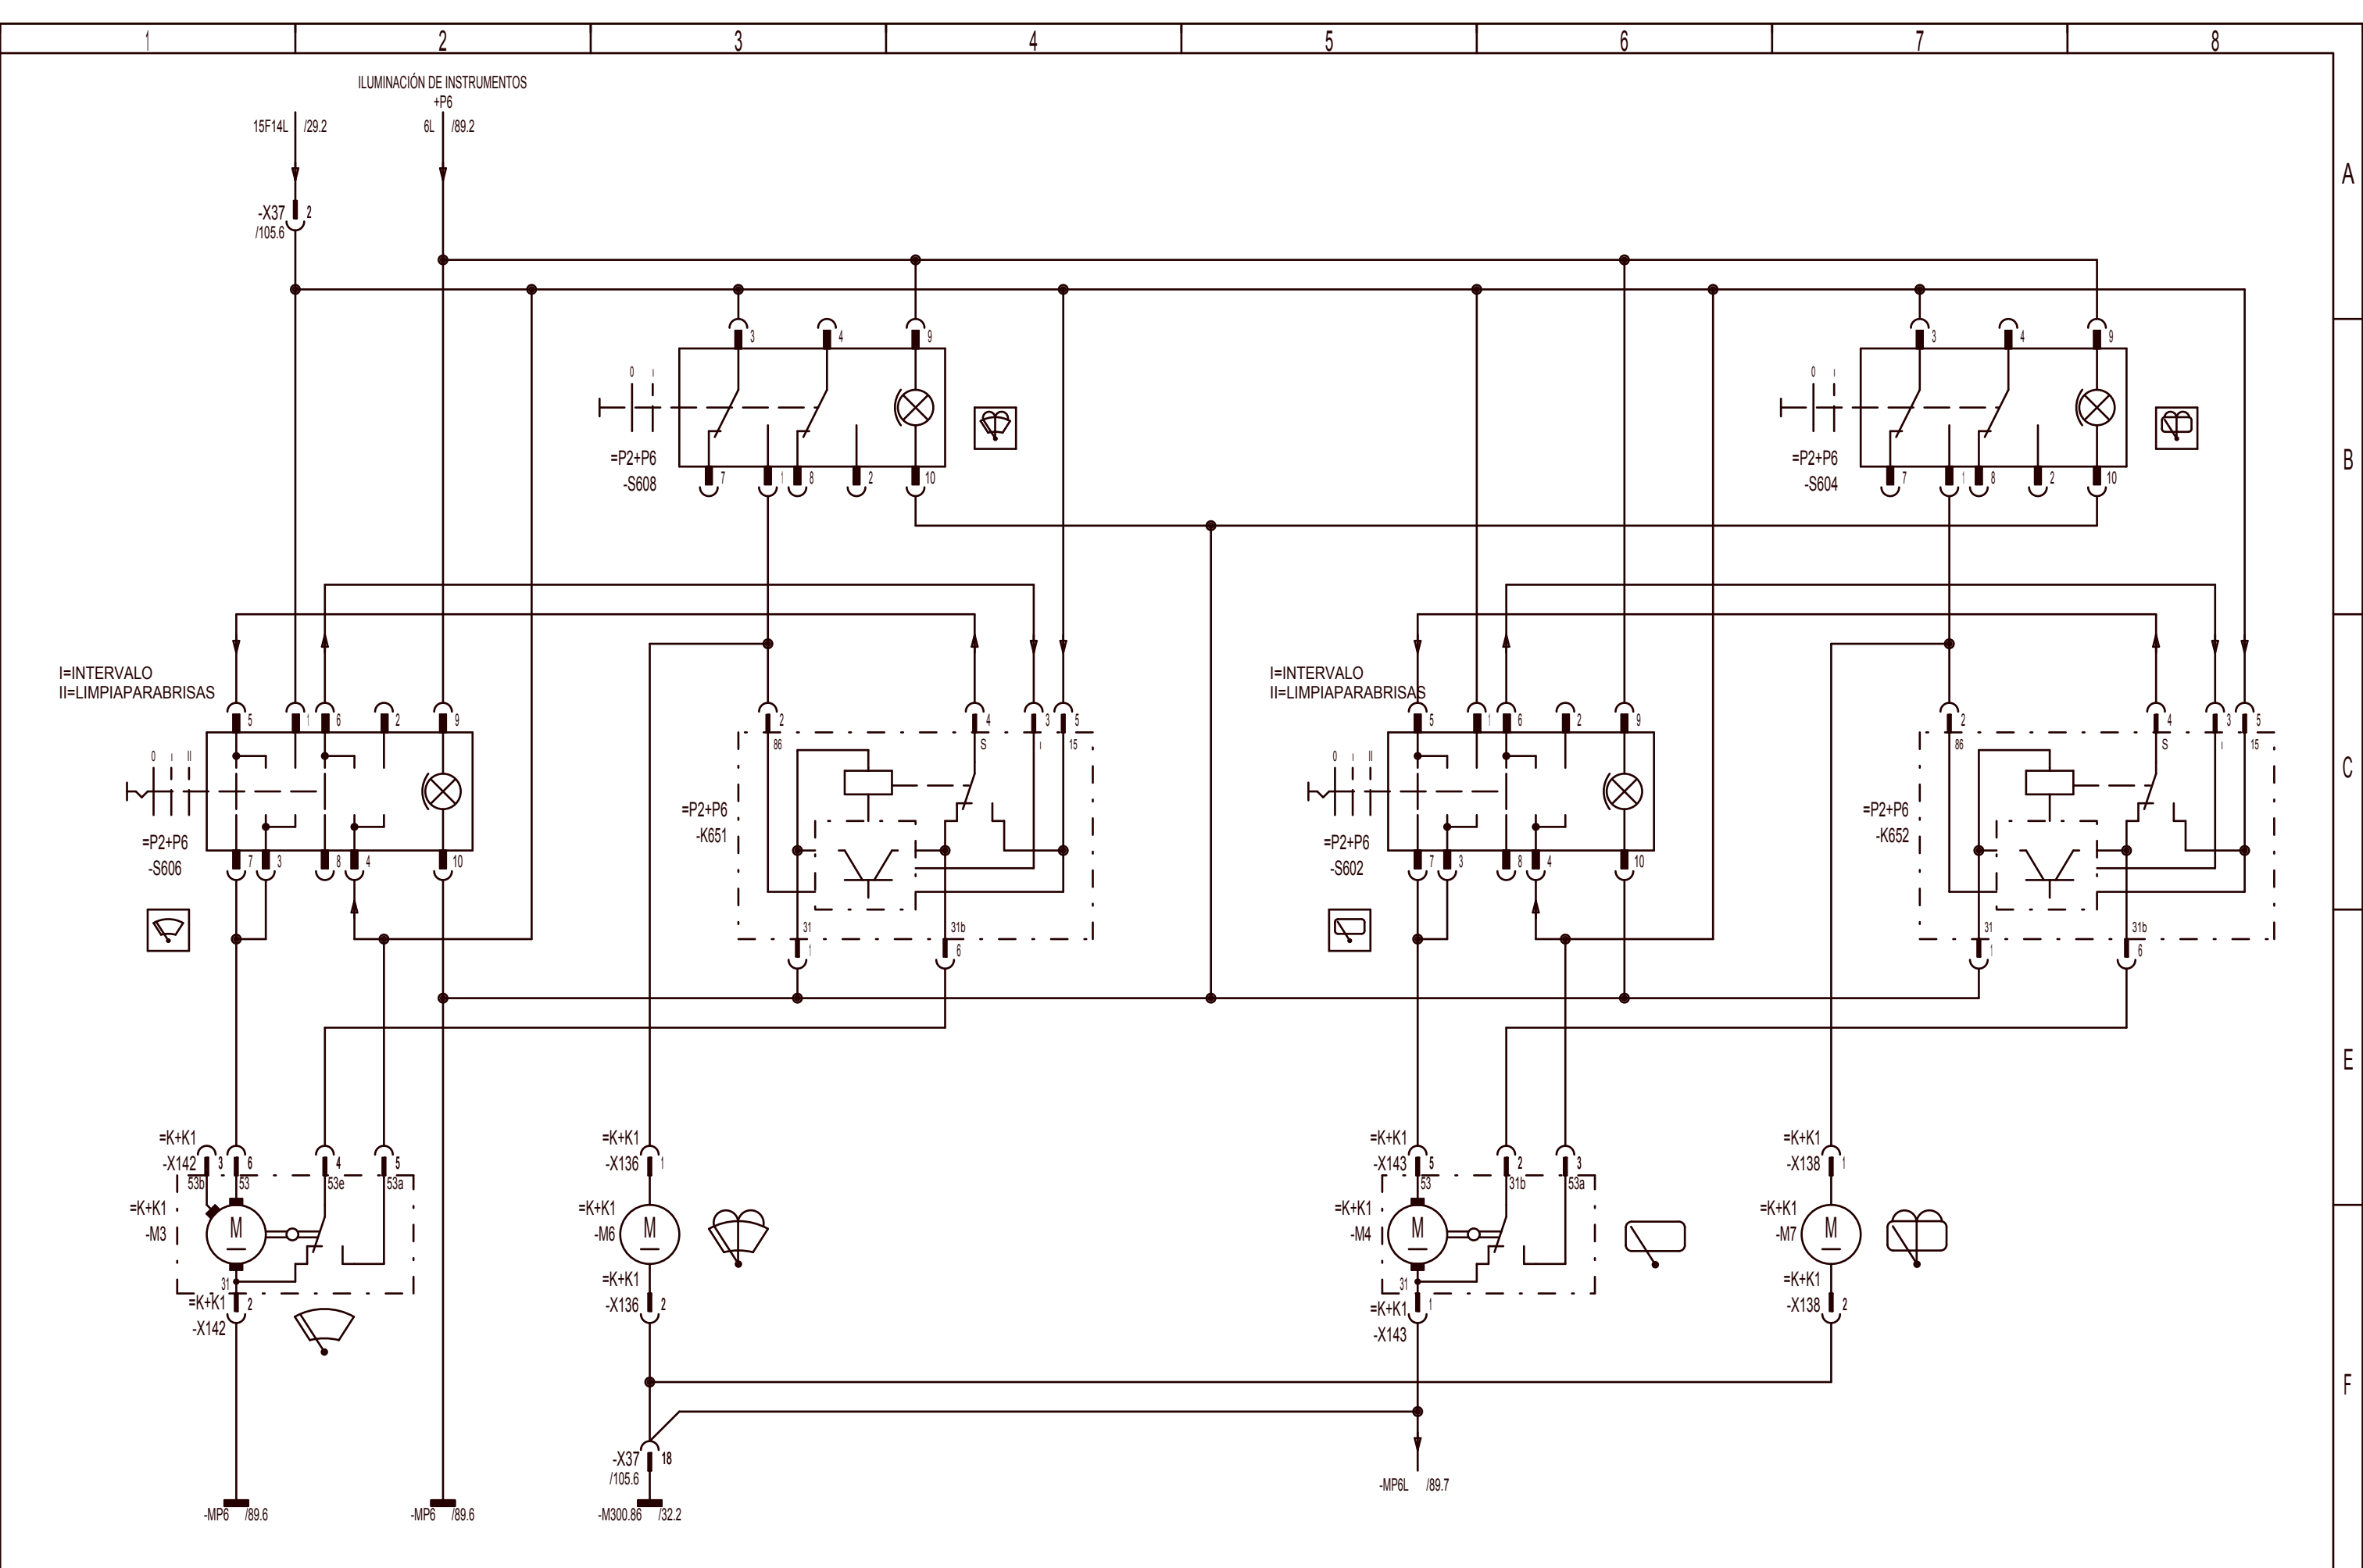 1 2 3 4 5 6 7 8
ILUMINACIÓN DE INSTRUMENTOS
+P6
15F14L /29.2
6L /89.2
A
-X37 2
/105.6
3 4 9
0 I
=P2+P6
-S608
7 1 8 2 10
3 4 9
0 I
=P2+P6
-S604
7 1 8 2 10
B
I=INTERVALO
II=LIMPIAPARABRISAS
5 1 6 2 9
0 I II
=P2+P6
-S606
7 3 8 4 10
2 4 3 5
86 S I 15
=P2+P6
-K651
31 31b
1 6
I=INTERVALO
II=LIMPIAPARABRISAS
5 1 6 2 9
0 I II
=P2+P6
-S602
7 3 8 4 10
2 4 3 5
86 S I 15
=P2+P6
-K652
31 31b
1 6
C
E
=K+K1
-X142 3 6 4 5
53b 53 53e 53a
=K+K1
-M3
M
31
=K+K1 2
-X142
=K+K1
-X136 1
=K+K1
-M6
M
=K+K1
-X136 2
=K+K1
-X143 5 2 3
53 31b 53a
=K+K1
-M4
M
31
=K+K1 1
-X143
=K+K1
-X138 1
=K+K1
-M7
M
=K+K1
-X138 2
F
-X37 18
/105.6
-MP6L /89.7
-MP6 /89.6
-MP6 /89.6
-M300.86 /32.2